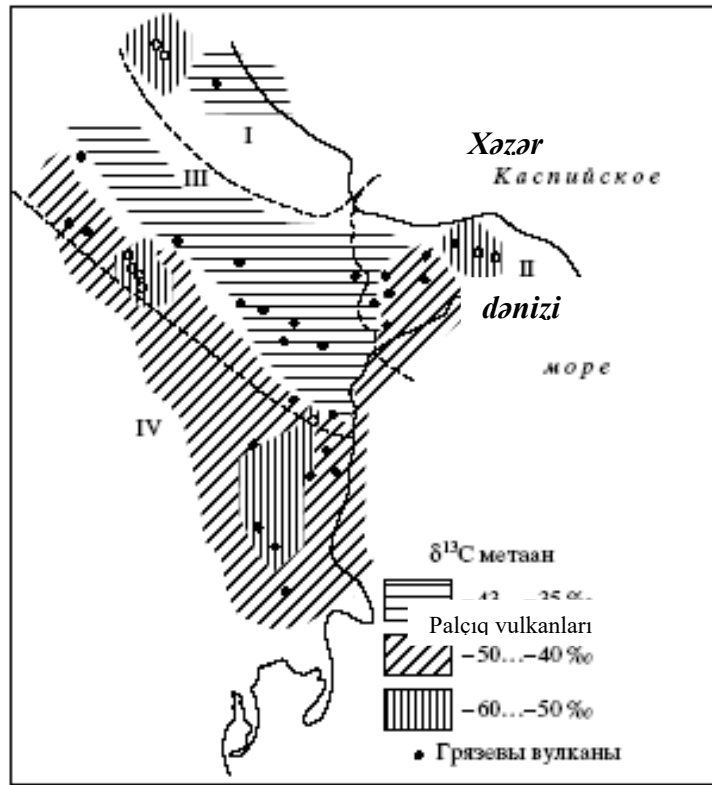 I
Xəzər
Каспийское
III
II
dənizi
море
IV
δ¹³C метаан
Palçıq vulkanları
−50...−40 ‰
−60...−50 ‰
Грязевы вулканы